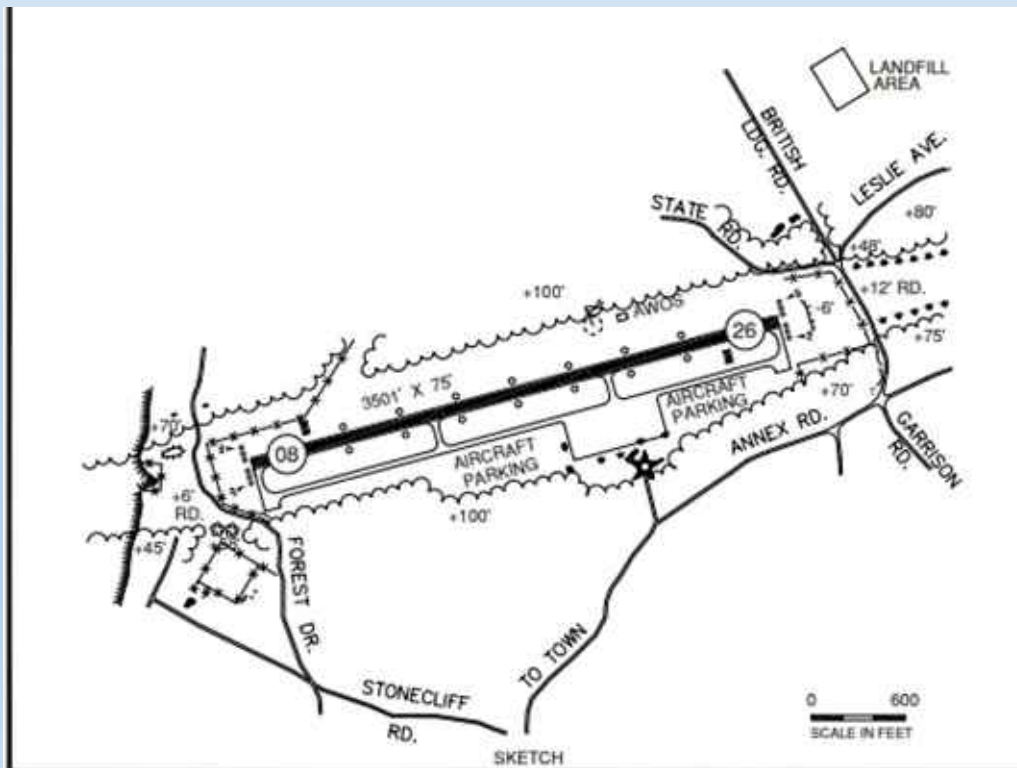 LANDFILL
AREA
BRITISH
LDG. RD.
LESLIE AVE.
STATE
RD.
+80'
+48'
+12' RD.
+100'
AWOS
-6'
26
+75'
3501' X 75'
+70'
AIRCRAFT
PARKING
ANNEX RD.
GARRISON
RD.
+70'
08
AIRCRAFT
PARKING
+6'
RD.
+100'
+45'
FOREST DR.
TO TOWN
STONECLIFF
RD.
0 600
SCALE IN FEET
SKETCH